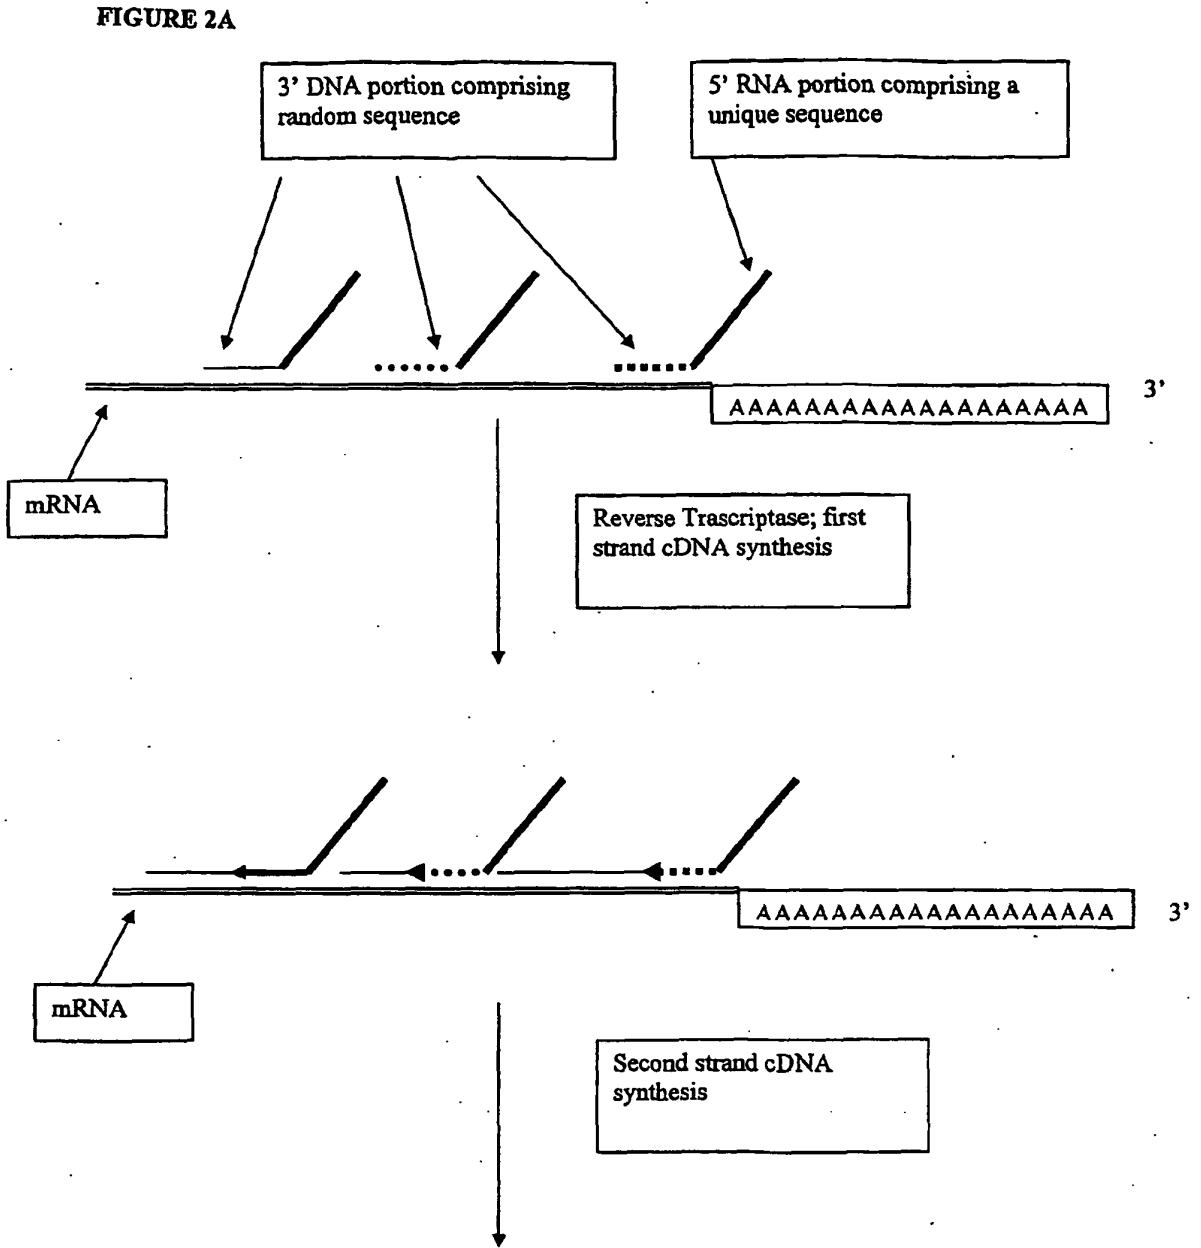 FIGURE 2A
3' DNA portion comprising
random sequence
5' RNA portion comprising a
unique sequence
3'
AAAAAAAAAAAAAAAAAAA
mRNA
Reverse Trascriptase; first
strand cDNA synthesis
AAAAAAAAAAAAAAAAAAA
3'
mRNA
Second strand cDNA
synthesis